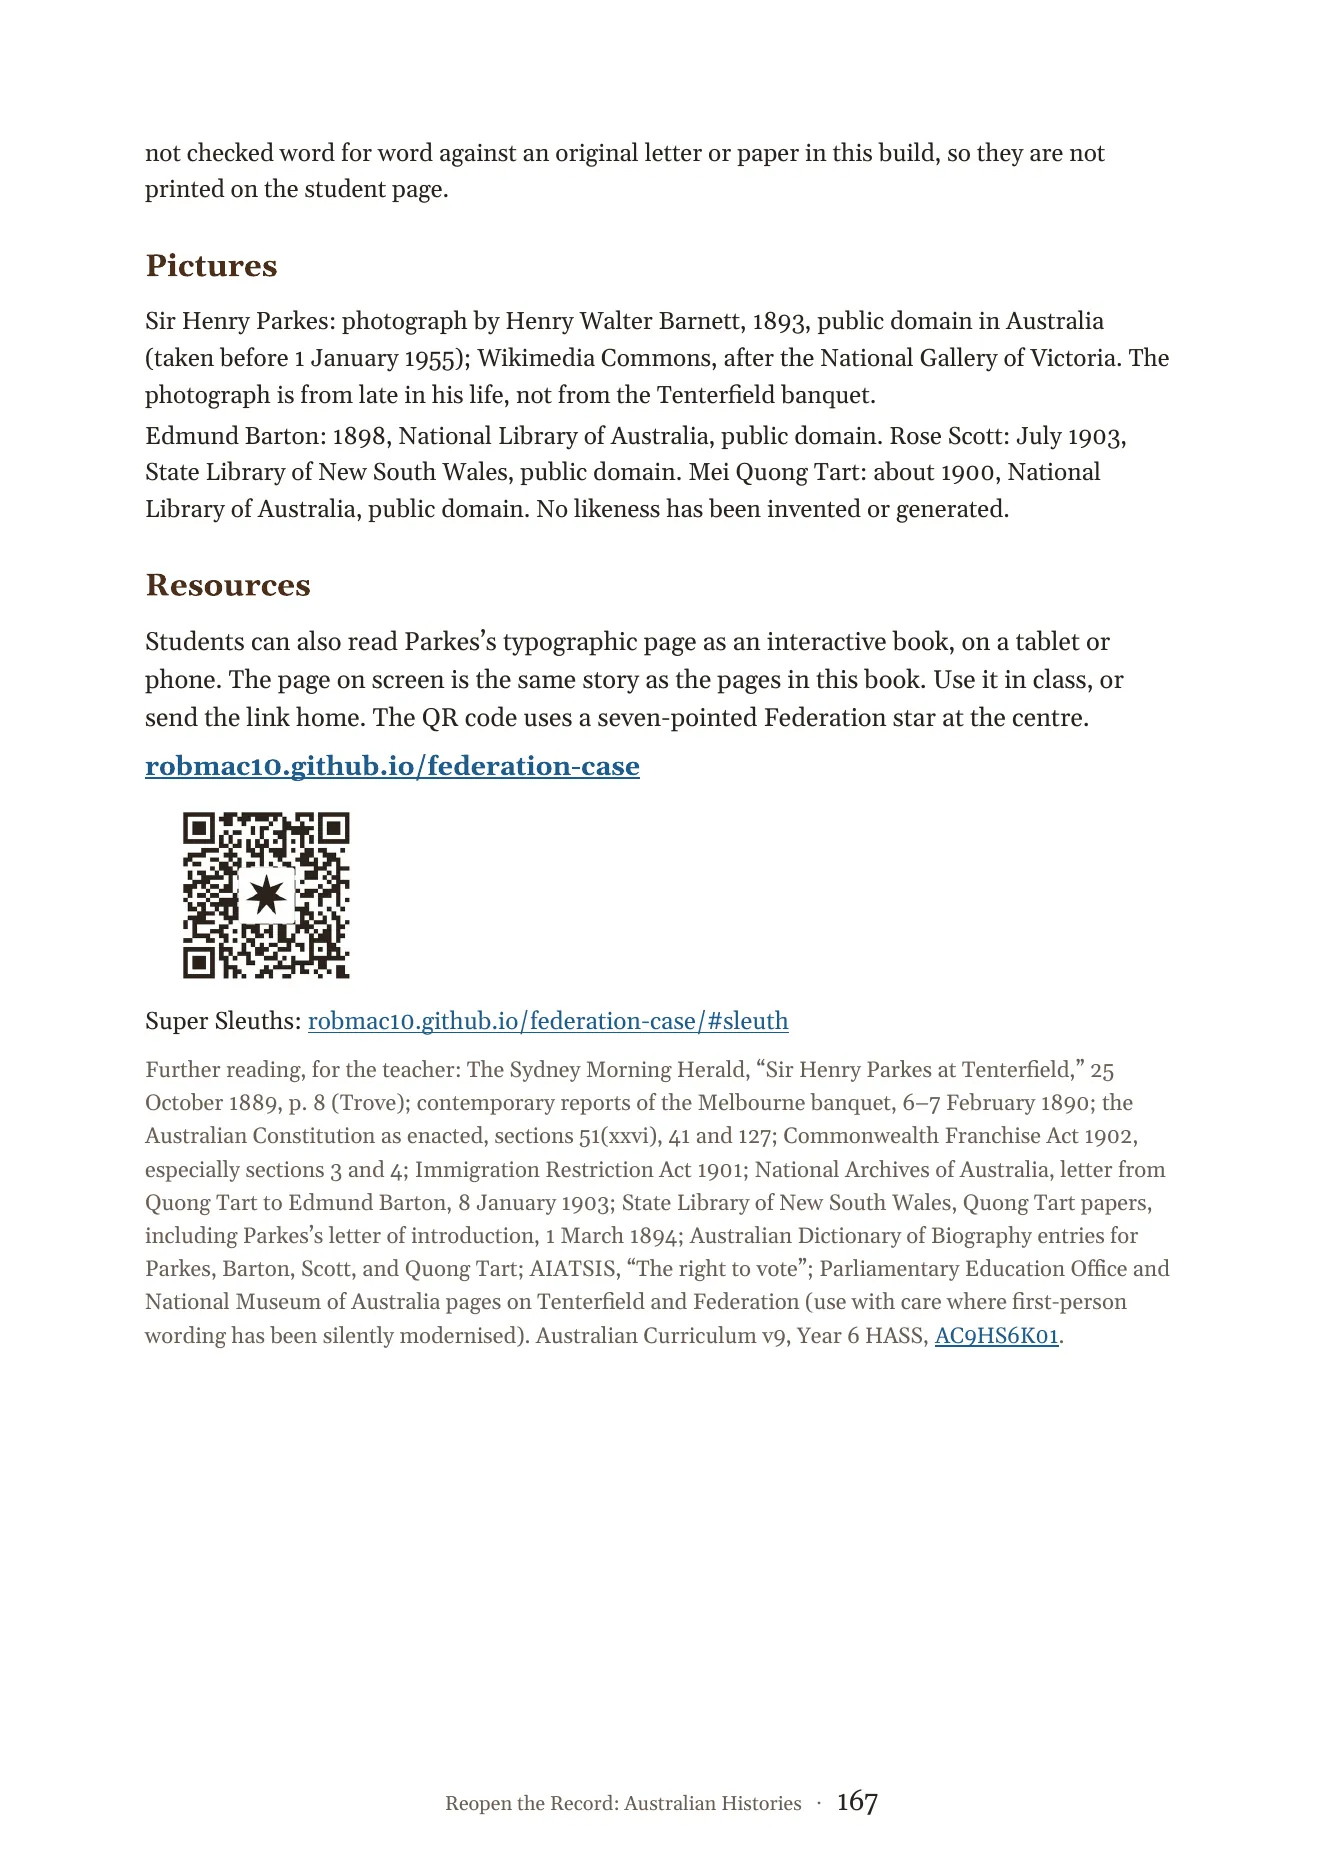 not checked word for word against an original letter or paper in this build, so they are not
printed on the student page.
Pictures
Sir Henry Parkes: photograph by Henry Walter Barnett, 1893, public domain in Australia
(taken before 1 January 1955); Wikimedia Commons, after the National Gallery of Victoria. The
photograph is from late in his life, not from the Tenterfield banquet.
Edmund Barton: 1898, National Library of Australia, public domain. Rose Scott: July 1903,
State Library of New South Wales, public domain. Mei Quong Tart: about 1900, National
Library of Australia, public domain. No likeness has been invented or generated.
Resources
Students can also read Parkes’s typographic page as an interactive book, on a tablet or
phone. The page on screen is the same story as the pages in this book. Use it in class, or
send the link home. The QR code uses a seven-pointed Federation star at the centre.
robmac10.github.io/federation-case
Super Sleuths: robmac10.github.io/federation-case/#sleuth
Further reading, for the teacher: The Sydney Morning Herald, “Sir Henry Parkes at Tenterfield,” 25
October 1889, p. 8 (Trove); contemporary reports of the Melbourne banquet, 6–7 February 1890; the
Australian Constitution as enacted, sections 51(xxvi), 41 and 127; Commonwealth Franchise Act 1902,
especially sections 3 and 4; Immigration Restriction Act 1901; National Archives of Australia, letter from
Quong Tart to Edmund Barton, 8 January 1903; State Library of New South Wales, Quong Tart papers,
including Parkes’s letter of introduction, 1 March 1894; Australian Dictionary of Biography entries for
Parkes, Barton, Scott, and Quong Tart; AIATSIS, “The right to vote”; Parliamentary Education Office and
National Museum of Australia pages on Tenterfield and Federation (use with care where first-person
wording has been silently modernised). Australian Curriculum v9, Year 6 HASS, AC9HS6K01.
Reopen the Record: Australian Histories · 167